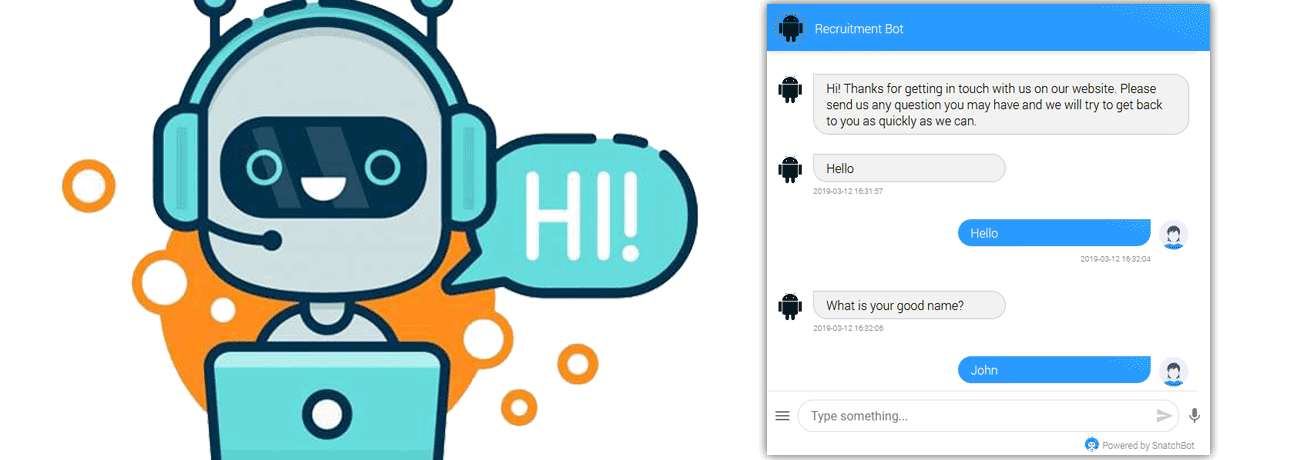 HI!
Recruitment Bot
Hi! Thanks for getting in touch with us on our website. Please
send us any question you may have and we will try to get back
to you as quickly as we can.
Hello
2019-03-12 16:31:57
Hello
2019-03-12 16:32:04
What is your good name?
2019-03-12 16:32:06
John
Type something...
Powered by SnatchBot